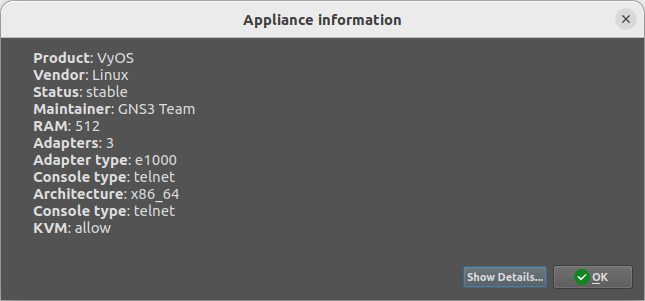 Appliance information
Product: VyOS
Vendor: Linux
Status: stable
Maintainer: GNS3 Team
RAM: 512
Adapters: 3
Adapter type: e1000
Console type: telnet
Architecture: x86_64
Console type: telnet
KVM: allow
Show Details... OK